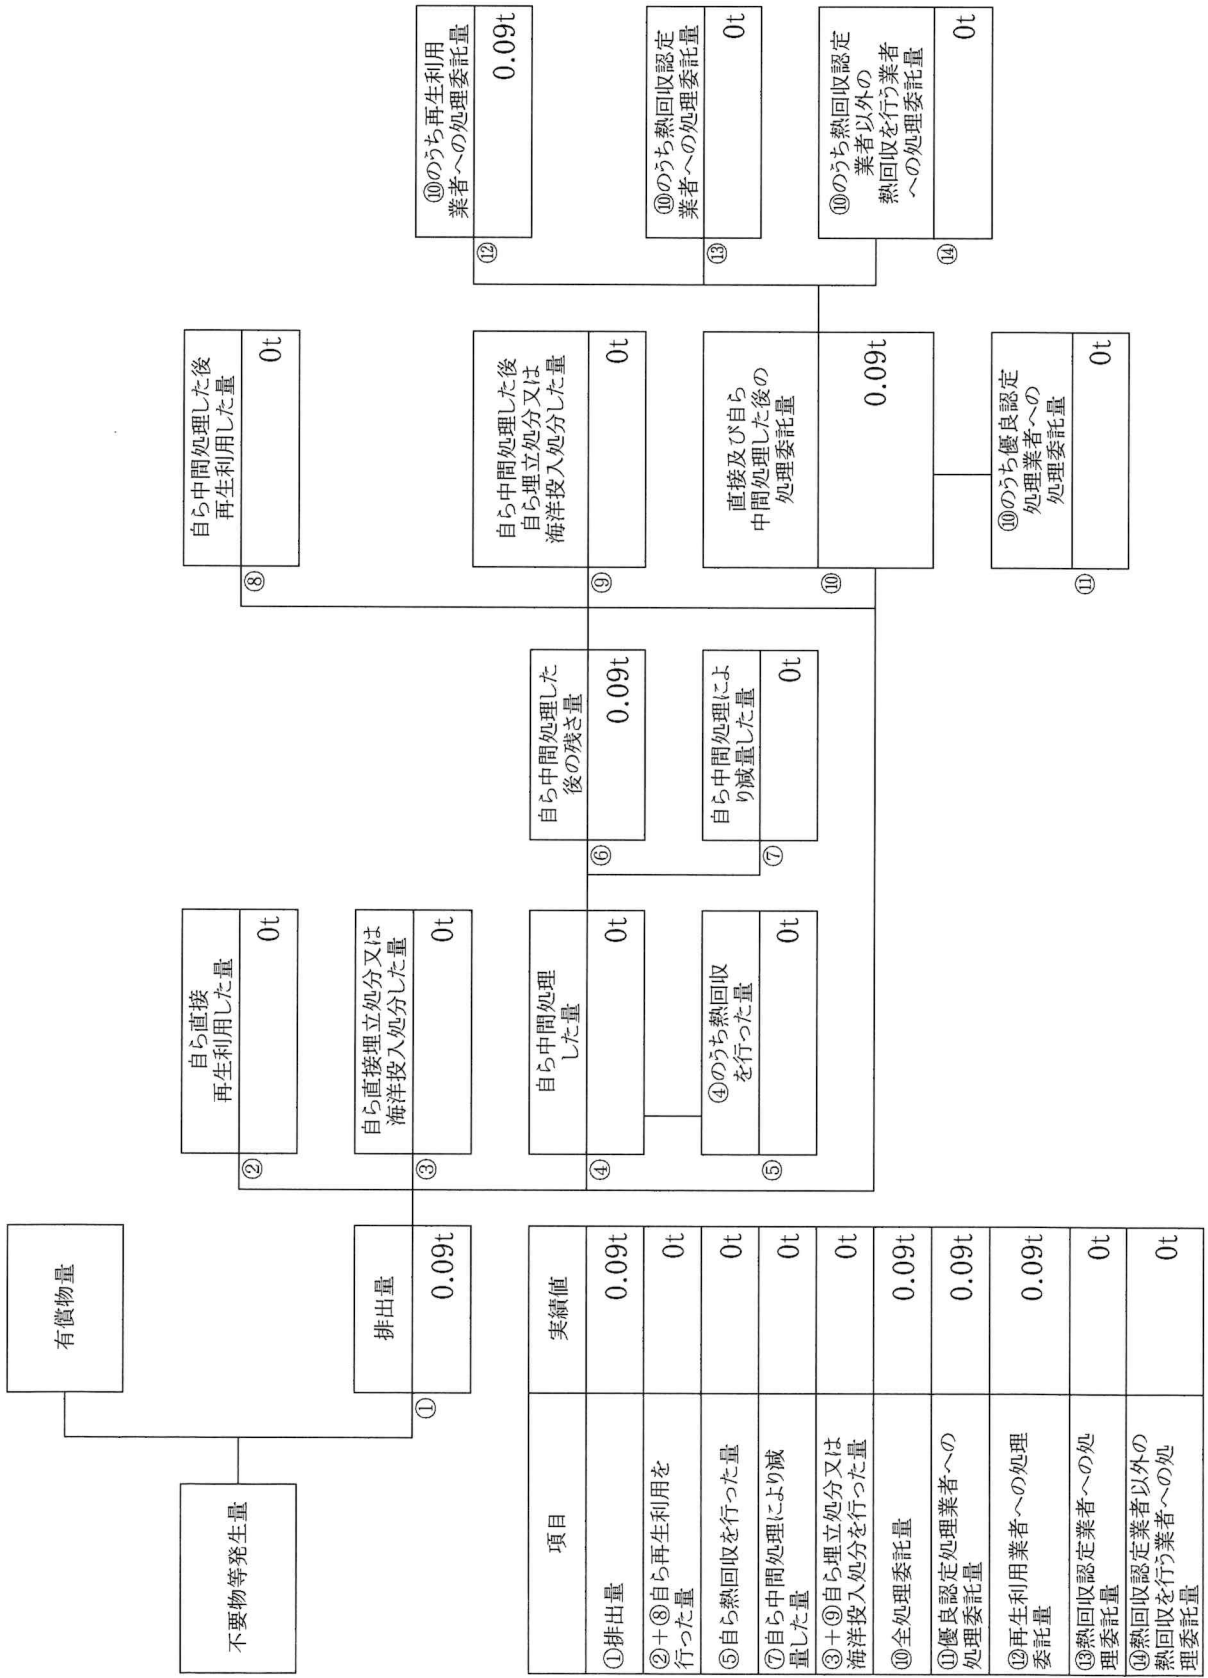 不要物等発生量
有償物量
排出量
①
0.09t
自ら直接
再生利用した量
②
0t
自ら直接埋立処分又は
海洋投入処分した量
③
0t
自ら中間処理
した量
④
0t
④のうち熱回収
を行った量
⑤
0t
自ら中間処理した
後の残さ量
⑥
0.09t
自ら中間処理によ
り減量した量
⑦
0t
自ら中間処理した後
再生利用した量
⑧
0t
自ら中間処理した後
自ら埋立処分又は
海洋投入処分した量
⑨
0t
直接及び自ら
中間処理した後の
処理委託量
⑩
0.09t
⑩のうち優良認定
処理業者への
処理委託量
⑪
0t
⑩のうち再生利用
業者への処理委託量
⑫
0.09t
⑩のうち熱回収認定
業者への処理委託量
⑬
0t
⑩のうち熱回収認定
業者以外の
熱回収を行う業者
への処理委託量
⑭
0t
項目 実績値
①排出量 0.09t
②+⑧自ら再生利用を
行った量 0t
⑤自ら熱回収を行った量 0t
⑦自ら中間処理により減
量した量 0t
③+⑨自ら埋立処分又は
海洋投入処分を行った量 0t
⑩全処理委託量 0.09t
⑪優良認定処理業者への
処理委託量 0.09t
⑫再生利用業者への処理
委託量 0.09t
⑬熱回収認定業者への処
理委託量 0t
⑭熱回収認定業者以外の
熱回収を行う業者への処
理委託量 0t